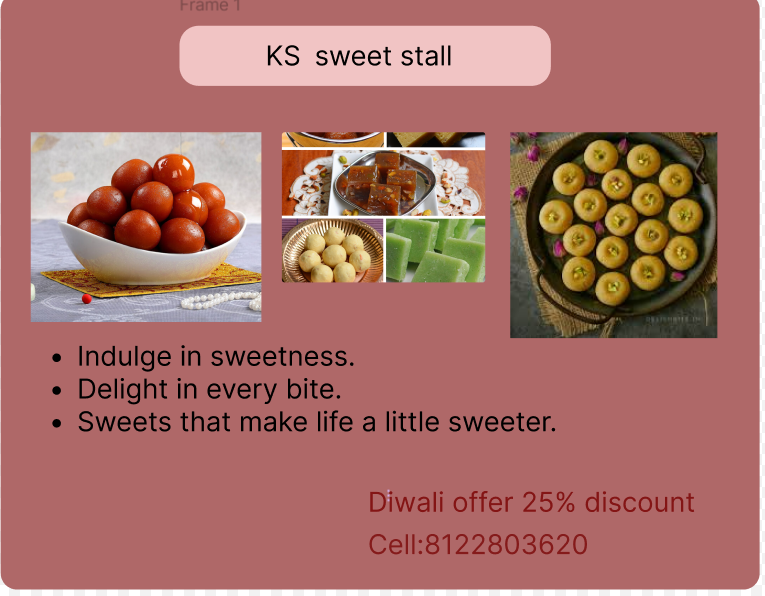 Frame 1
KS sweet stall
• Indulge in sweetness.
• Delight in every bite.
• Sweets that make life a little sweeter.
Diwali offer 25% discount
Cell:8122803620